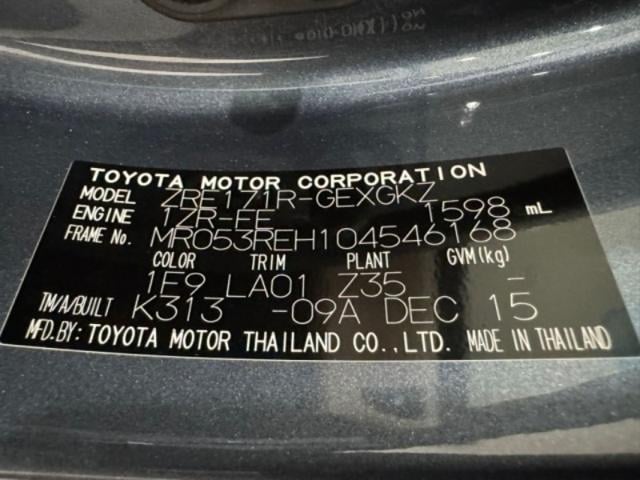 TOYOTA MOTOR CORPORATION
MODEL ZRE171R-GEXGKZ
ENGINE 1ZR-FE 1598 mL
FRAME No. MR053REH104546168
COLOR TRIM PLANT GVM(kg)
1F9 LA01 Z35 -
TM/A/BUILT K313 -09A DEC 15
MFD.BY: TOYOTA MOTOR THAILAND CO.,LTD. MADE IN THAILAND